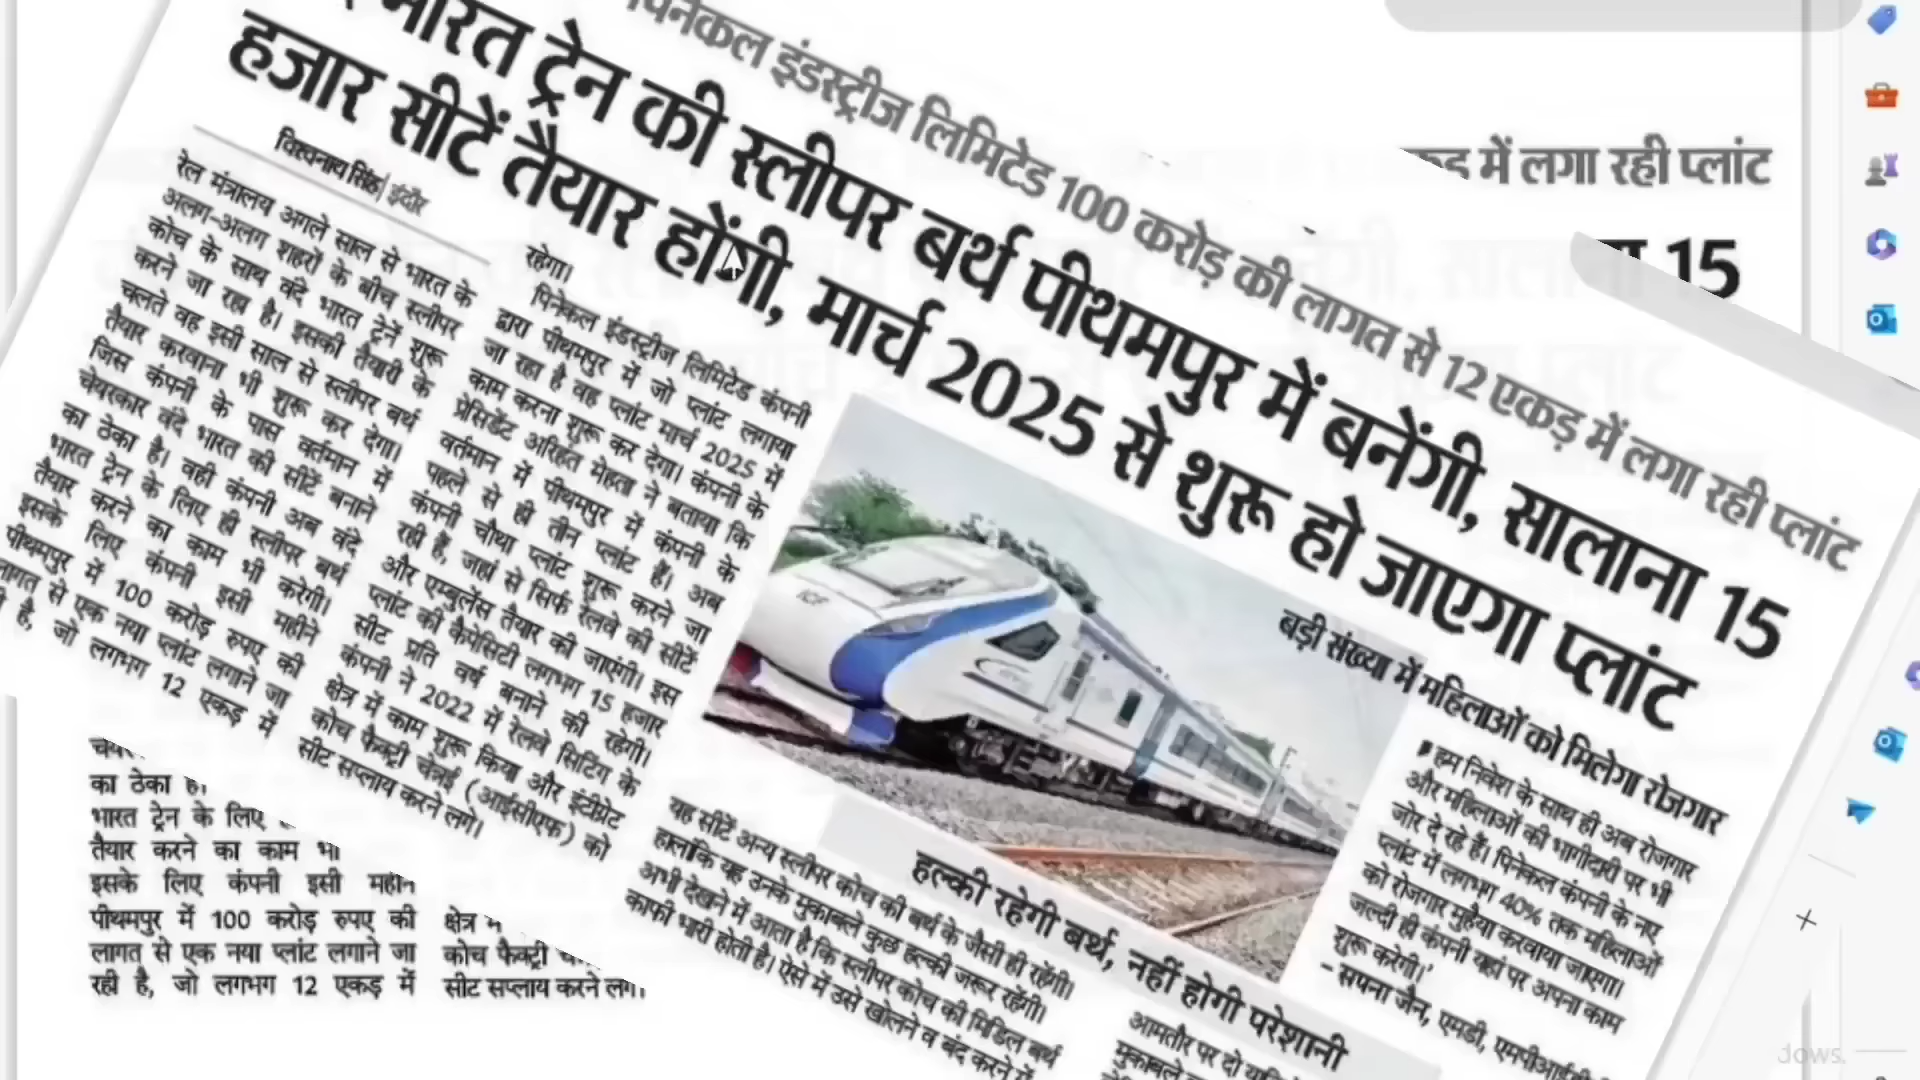 पिनेकल इंडस्ट्रीज लिमिटेड 100 करोड़ की लागत से 12 एकड़ में लगा रही प्लांट
भारत ट्रेन की स्लीपर बर्थ पीथमपुर में बनेंगी, सालाना 15
हजार सीटें तैयार होंगी, मार्च 2025 से शुरू हो जाएगा प्लांट
विश्वनाथ सिंह| इंदौर
रेल मंत्रालय अगले साल से भारत के
अलग-अलग शहरों के बीच स्लीपर
कोच के साथ वंदे भारत ट्रेनें शुरू
करने जा रहा है। इसकी तैयारी के
चलते वह इसी साल से स्लीपर बर्थ
तैयार करवाना भी शुरू कर देगा।
जिस कंपनी के पास वर्तमान में
चेयरकार वंदे भारत की सीटें बनाने
का ठेका है। वही कंपनी अब वंदे
भारत ट्रेन के लिए ही स्लीपर बर्थ
तैयार करने का काम भी करेगी।
इसके लिए कंपनी इसी महीने
पीथमपुर में 100 करोड़ रुपए की
लागत से एक नया प्लांट लगाने जा
है, जो लगभग 12 एकड़ में
रहेगा।
पिनेकल इंडस्ट्रीज लिमिटेड कंपनी
द्वारा पीथमपुर में जो प्लांट लगाया
जा रहा है वह प्लांट मार्च 2025 में
काम करना शुरू कर देगा। कंपनी के
प्रेसिडेंट अरिहत मेहता ने बताया कि
वर्तमान में पीथमपुर में कंपनी के
पहले से ही तीन प्लांट हैं। अब
कंपनी चौथा प्लांट शुरू करने जा
रही है, जहां से सिर्फ रेलवे की सीटें
और एम्बुलेंस तैयार की जाएंगी। इस
प्लांट की कैपेसिटी लगभग 15 हजार
सीट प्रति वर्ष बनाने की रहेगी।
कंपनी ने 2022 में रेलवे सिटिंग के
क्षेत्र में काम शुरू किया और इंटीग्रेट
कोच फैक्ट्री चेन्नई (आईसीएफ) को
सीट सप्लाय करने लगे।
ICF
हल्की रहेगी बर्थ, नहीं होगी परेशानी
यह सीटें अन्य स्लीपर कोच की बर्थ के जैसी ही रहेंगी।
हालांकि यह उनके मुकाबले कुछ हल्की जरूर रहेंगी।
अभी देखने में आता है कि स्लीपर कोच की मिडिल बर्थ
काफी भारी होती है। ऐसे में उसे खोलने व बंद करने में
आमतौर पर दो
मुकाबले
बड़ी संख्या में महिलाओं को मिलेगा रोजगार
हम निवेश के साथ ही अब रोजगार
और महिलाओं की भागीदारी पर भी
जोर दे रहे हैं। पिनेकल कंपनी के नए
प्लांट में लगभग 40% तक महिलाओं
को रोजगार मुहैया करवाया जाएगा।
जल्दी ही कंपनी यहां पर अपना काम
शुरू करेगी।'
- सपना जैन, एमडी,
में लगा रही प्लांट
15
का ठेका
भारत ट्रेन के लिए
तैयार करने का काम
इसके लिए कंपनी इसी
पीथमपुर में 100 करोड़ रुपए की
लागत से एक नया प्लांट लगाने जा
रही है, जो लगभग 12 एकड़ में
क्षेत्र
कोच फैक्ट्री
सीट सप्लाय करने
dows.